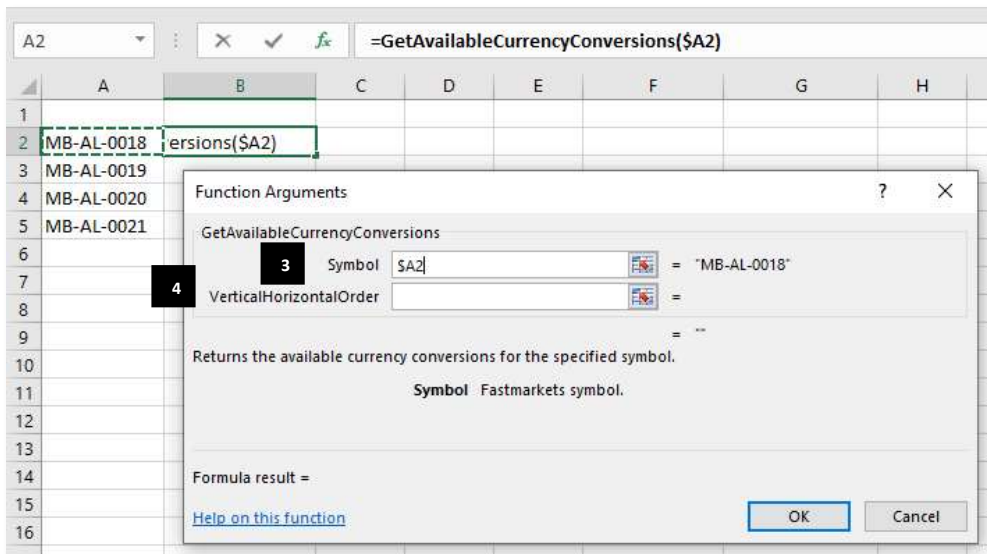 A2 =GetAvailableCurrencyConversions($A2)
A B C D E F G H
1
2 MB-AL-0018 ersions($A2)
3 MB-AL-0019
4 MB-AL-0020
5 MB-AL-0021
6
7
8
9
10
11
12
13
14
15
16
Function Arguments ? X
GetAvailableCurrencyConversions
3 Symbol $A2 = "MB-AL-0018"
4 VerticalHorizontalOrder =
= ""
Returns the available currency conversions for the specified symbol.
Symbol Fastmarkets symbol.
Formula result =
Help on this function OK Cancel